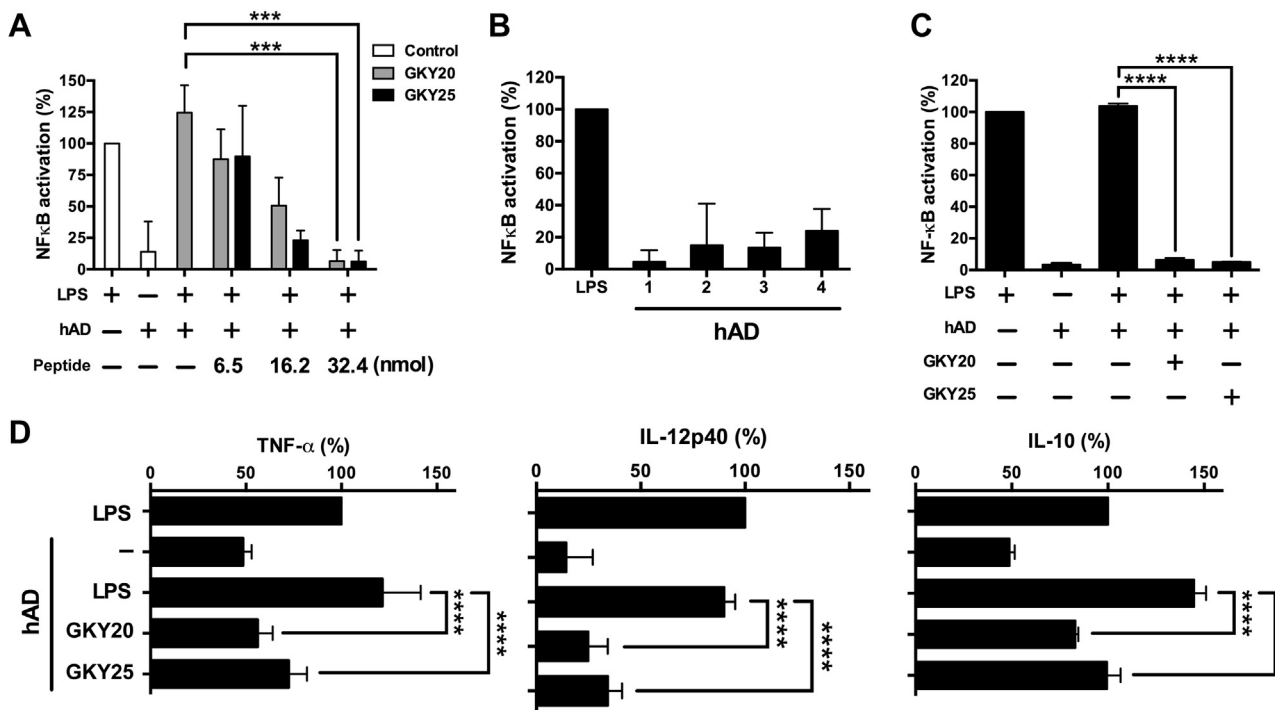 A
***
***
Control
GKY20
GKY25
NFκB activation (%)
150
125
100
75
50
25
0
LPS + – + + + +
hAD – + + + + +
Peptide – – – 6.5 16.2 32.4 (nmol)
B
NFκB activation (%)
120
100
80
60
40
20
0
LPS 1 2 3 4
hAD
C
****
****
NF-κB activation (%)
120
100
80
60
40
20
0
LPS + – + + +
hAD – + + + +
GKY20 – – – + –
GKY25 – – – – +
D
TNF-α (%)
0 50 100 150
LPS
–
LPS
GKY20
GKY25
hAD
****
****
IL-12p40 (%)
0 50 100 150
****
****
IL-10 (%)
0 50 100 150
****